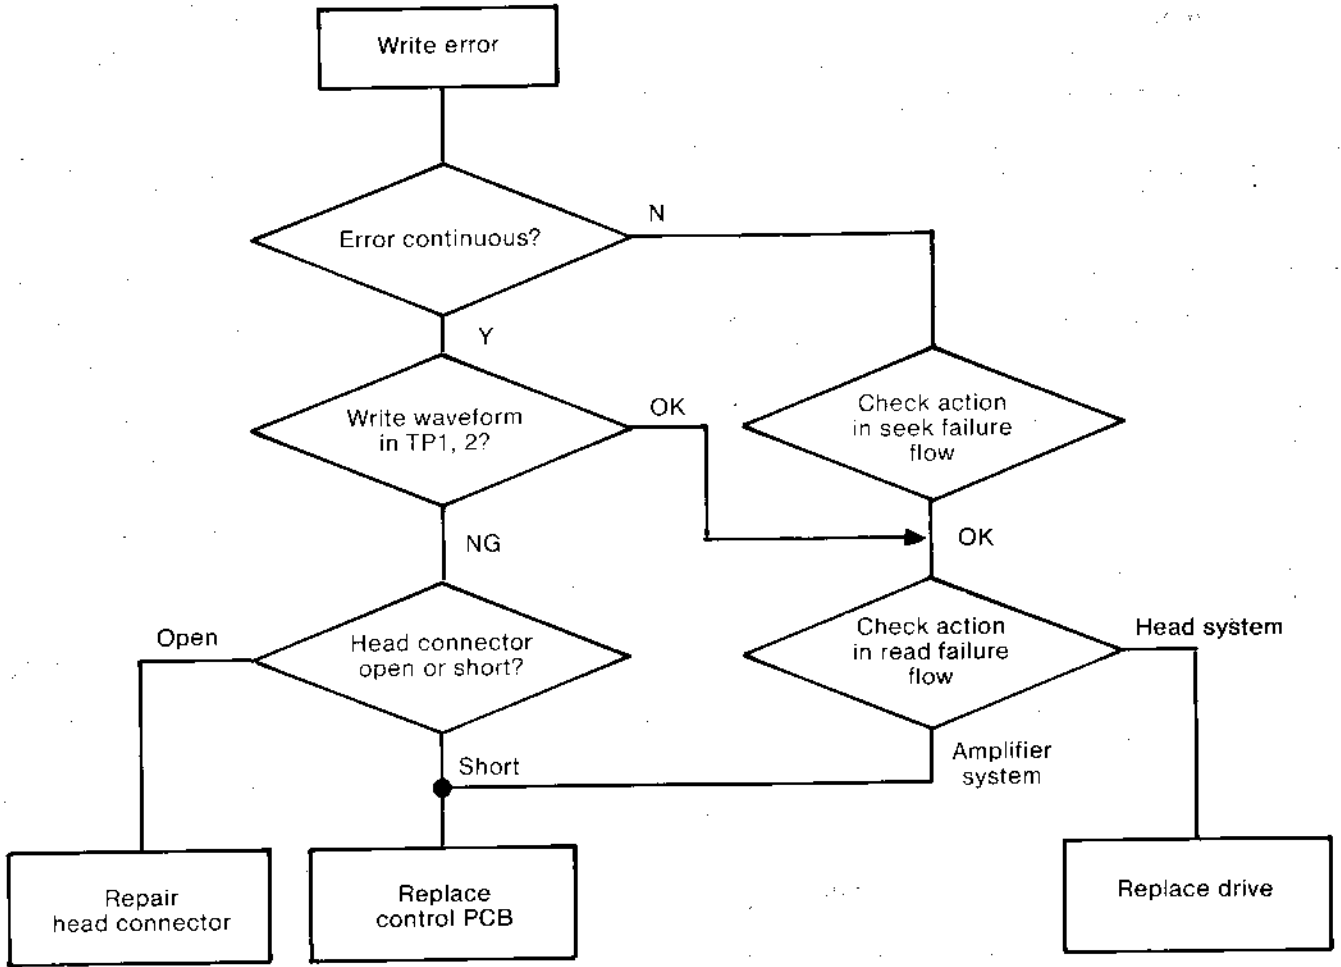 Write error
Error continuous?
N
Y
Write waveform
in TP1, 2?
OK
Check action
in seek failure
flow
NG
OK
Open
Head connector
open or short?
Check action
in read failure
flow
Head system
Short
Amplifier
system
Repair
head connector
Replace
control PCB
Replace drive